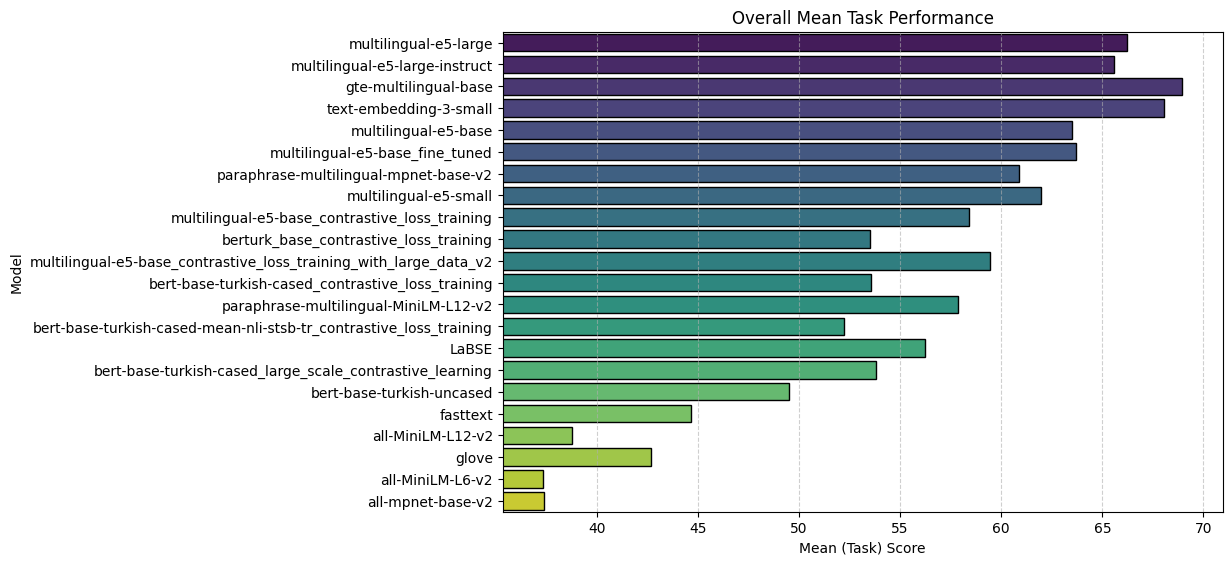 Overall Mean Task Performance
Model
multilingual-e5-large
multilingual-e5-large-instruct
gte-multilingual-base
text-embedding-3-small
multilingual-e5-base
multilingual-e5-base_fine_tuned
paraphrase-multilingual-mpnet-base-v2
multilingual-e5-small
multilingual-e5-base_contrastive_loss_training
berturk_base_contrastive_loss_training
multilingual-e5-base_contrastive_loss_training_with_large_data_v2
bert-base-turkish-cased_contrastive_loss_training
paraphrase-multilingual-MiniLM-L12-v2
bert-base-turkish-cased-mean-nli-stsb-tr_contrastive_loss_training
LaBSE
bert-base-turkish-cased_large_scale_contrastive_learning
bert-base-turkish-uncased
fasttext
all-MiniLM-L12-v2
glove
all-MiniLM-L6-v2
all-mpnet-base-v2
40 45 50 55 60 65 70
Mean (Task) Score